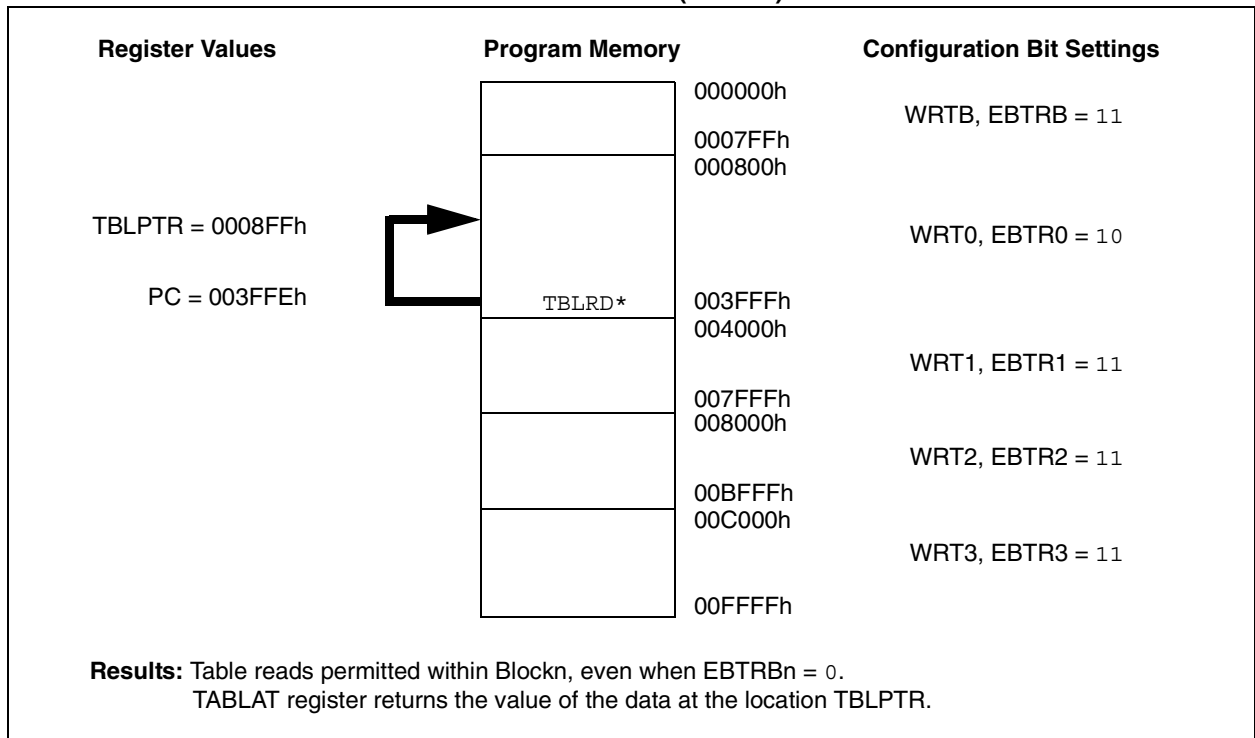 Register Values
Program Memory
Configuration Bit Settings
000000h
WRTB, EBTRB = 11
0007FFh
000800h
TBLPTR = 0008FFh
WRT0, EBTR0 = 10
PC = 003FFEh
TBLRD*
003FFFh
004000h
WRT1, EBTR1 = 11
007FFFh
008000h
WRT2, EBTR2 = 11
00BFFFh
00C000h
WRT3, EBTR3 = 11
00FFFFh
Results: Table reads permitted within Blockn, even when EBTRBn = 0.
TABLAT register returns the value of the data at the location TBLPTR.